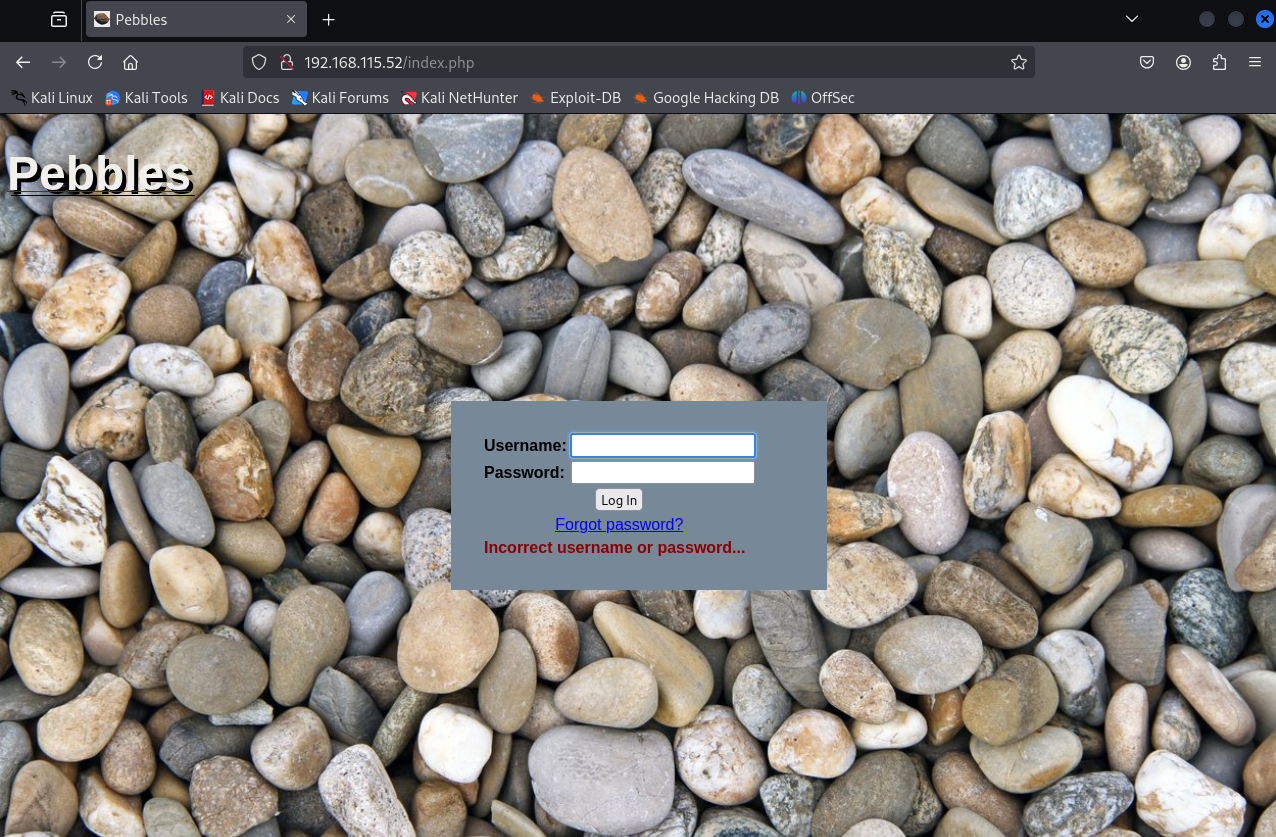 Pebbles
192.168.115.52/index.php
Kali Linux Kali Tools Kali Docs Kali Forums Kali NetHunter Exploit-DB Google Hacking DB OffSec
Pebbles
Username:
Password:
Log In
Forgot password?
Incorrect username or password...